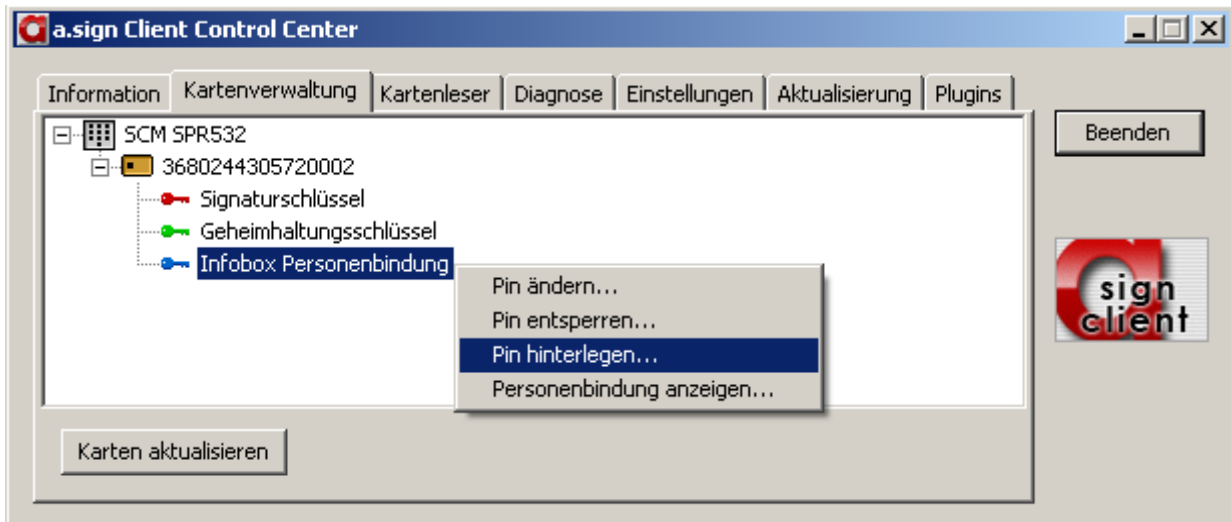 a.sign Client Control Center
Information Kartenverwaltung Kartenleser Diagnose Einstellungen Aktualisierung Plugins
SCM SPR532
3680244305720002
Signaturschlüssel
Geheimhaltungsschlüssel
Infobox Personenbindung
Pin ändern...
Pin entsperren...
Pin hinterlegen...
Personenbindung anzeigen...
Karten aktualisieren
Beenden
a
sign
client